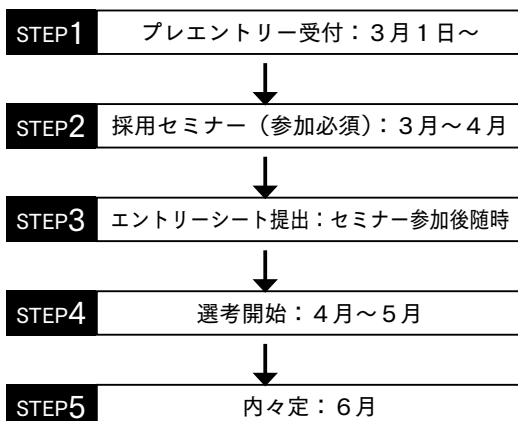 STEP1 プレエントリー受付：３月１日～
STEP2 採用セミナー（参加必須）：３月～４月
STEP3 エントリーシート提出：セミナー参加後随時
STEP4 選考開始：４月～５月
STEP5 内々定：６月